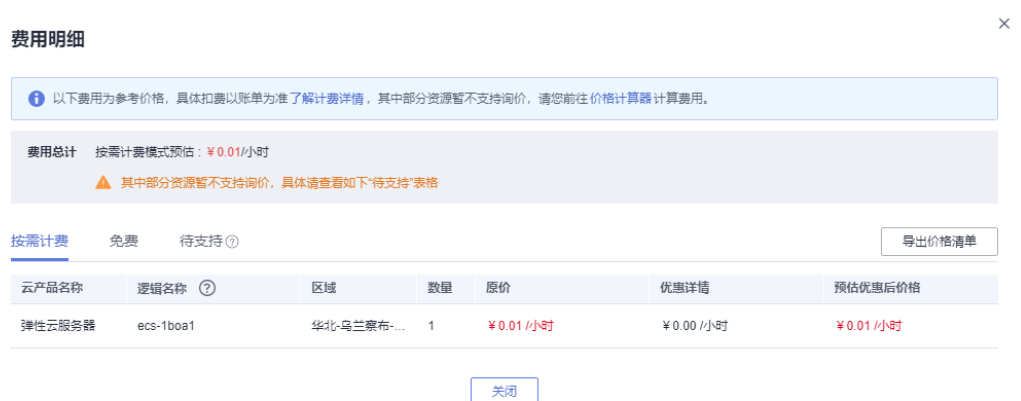 费用明细
以下费用为参考价格，具体扣费以账单为准了解计费详情，其中部分资源暂不支持询价，请您前往价格计算器计算费用。
费用总计 按需计费模式预估：￥0.01/小时
其中部分资源暂不支持询价，具体请查看如下“待支持”表格
按需计费 免费 待支持 导出价格清单
云产品名称 逻辑名称 区域 数量 原价 优惠详情 预估优惠后价格
弹性云服务器 ecs-1boa1 华北-乌兰察布-... 1 ￥0.01 /小时 ￥0.00 /小时 ￥0.01 /小时
关闭